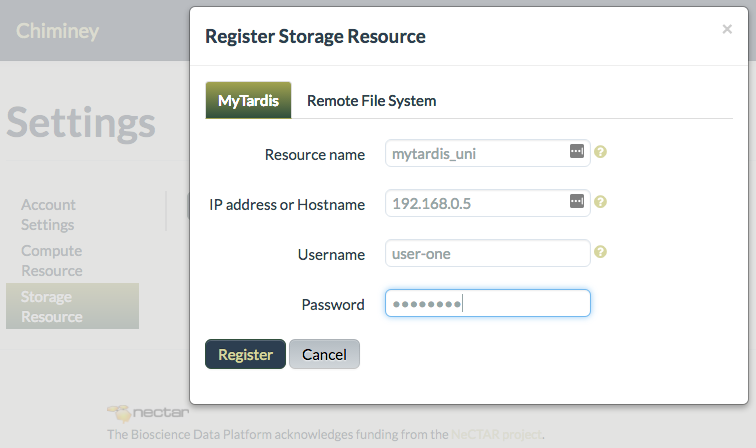 Chiminey
Register Storage Resource
×
MyTardis
Remote File System
Settings
Resource name
mytardis_uni
?
IP address or Hostname
192.168.0.5
?
Account
Settings
Compute
Resource
Username
user-one
?
Storage
Resource
Password
●●●●●●●●
Register
Cancel
nectar
The Bioscience Data Platform acknowledges funding from the NeCTAR project.